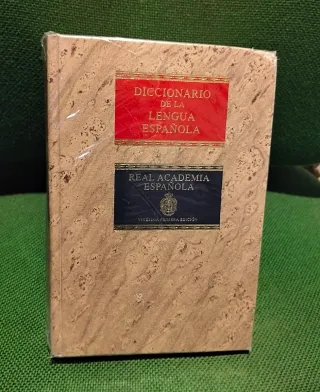 DICCIONARIO
DE LA
LENGUA
ESPAÑOLA
REAL ACADEMIA
ESPAÑOLA
VIGÉSIMA PRIMERA EDICIÓN